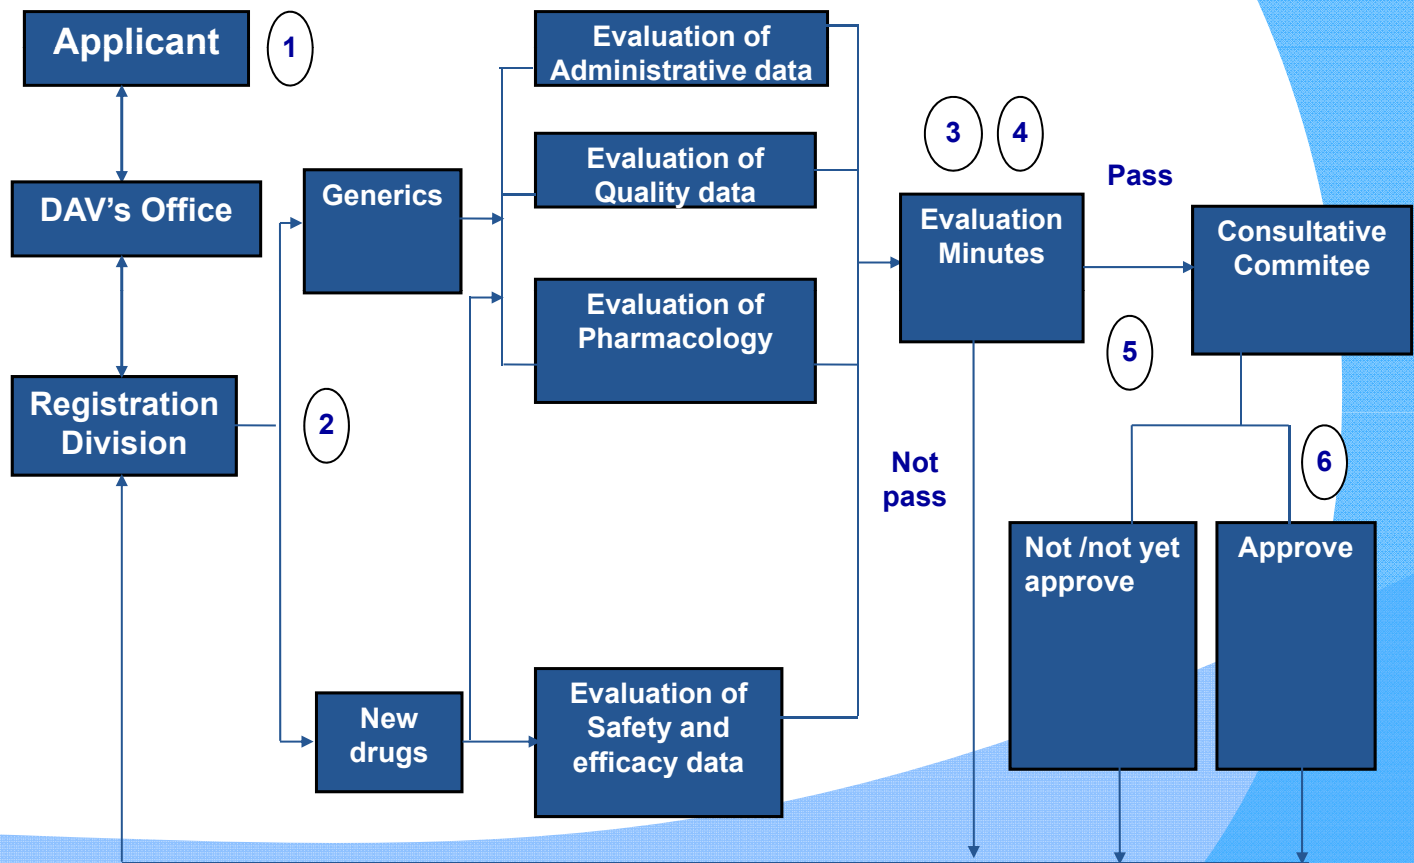 Applicant
1
DAV's Office
Registration
Division
2
Generics
New
drugs
Evaluation of
Administrative data
Evaluation of
Quality data
Evaluation of
Pharmacology
Evaluation of
Safety and
efficacy data
3
4
Evaluation
Minutes
Pass
Not
pass
5
Consultative
Commitee
6
Not /not yet
approve
Approve